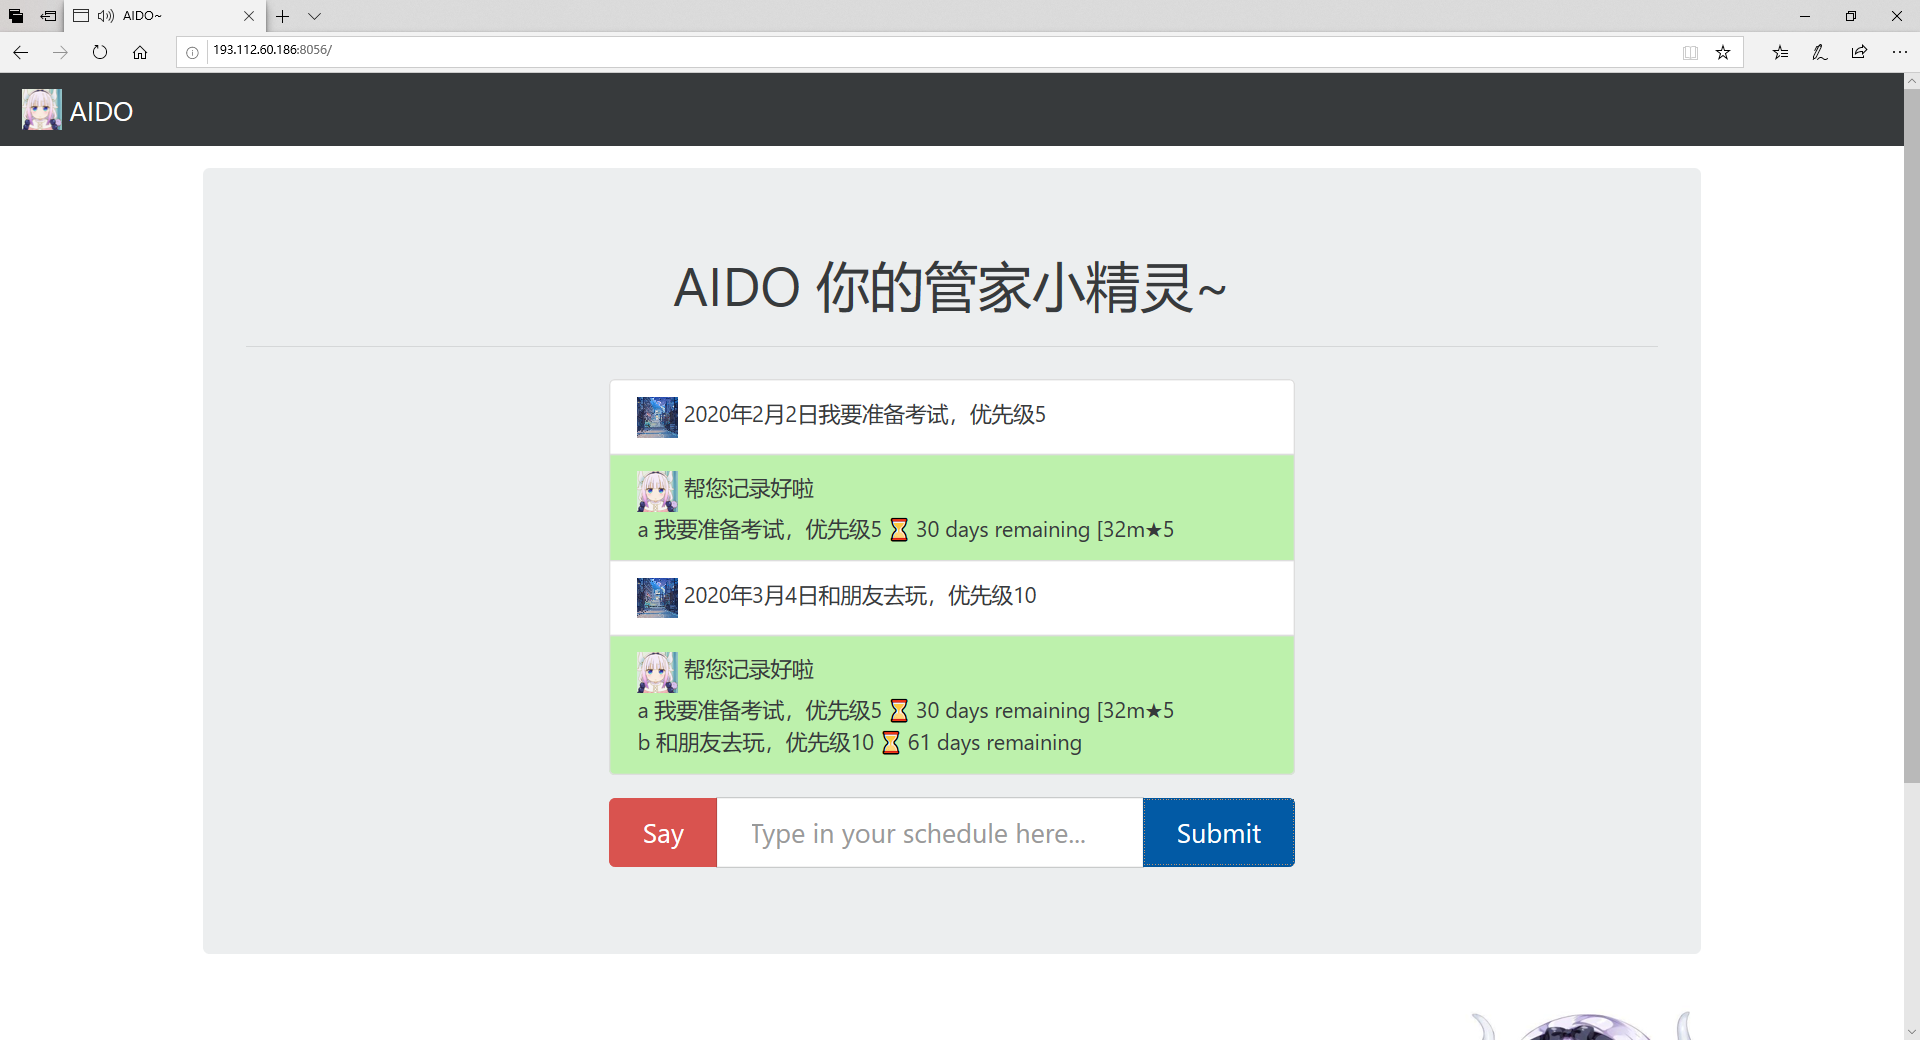 AIDO~
193.112.60.186:8056/
AIDO
AIDO 你的管家小精灵~
2020年2月2日我要准备考试，优先级5
帮您记录好啦
a 我要准备考试，优先级5 ⌛ 30 days remaining [32m★5
2020年3月4日和朋友去玩，优先级10
帮您记录好啦
a 我要准备考试，优先级5 ⌛ 30 days remaining [32m★5
b 和朋友去玩，优先级10 ⌛ 61 days remaining
Say Type in your schedule here... Submit